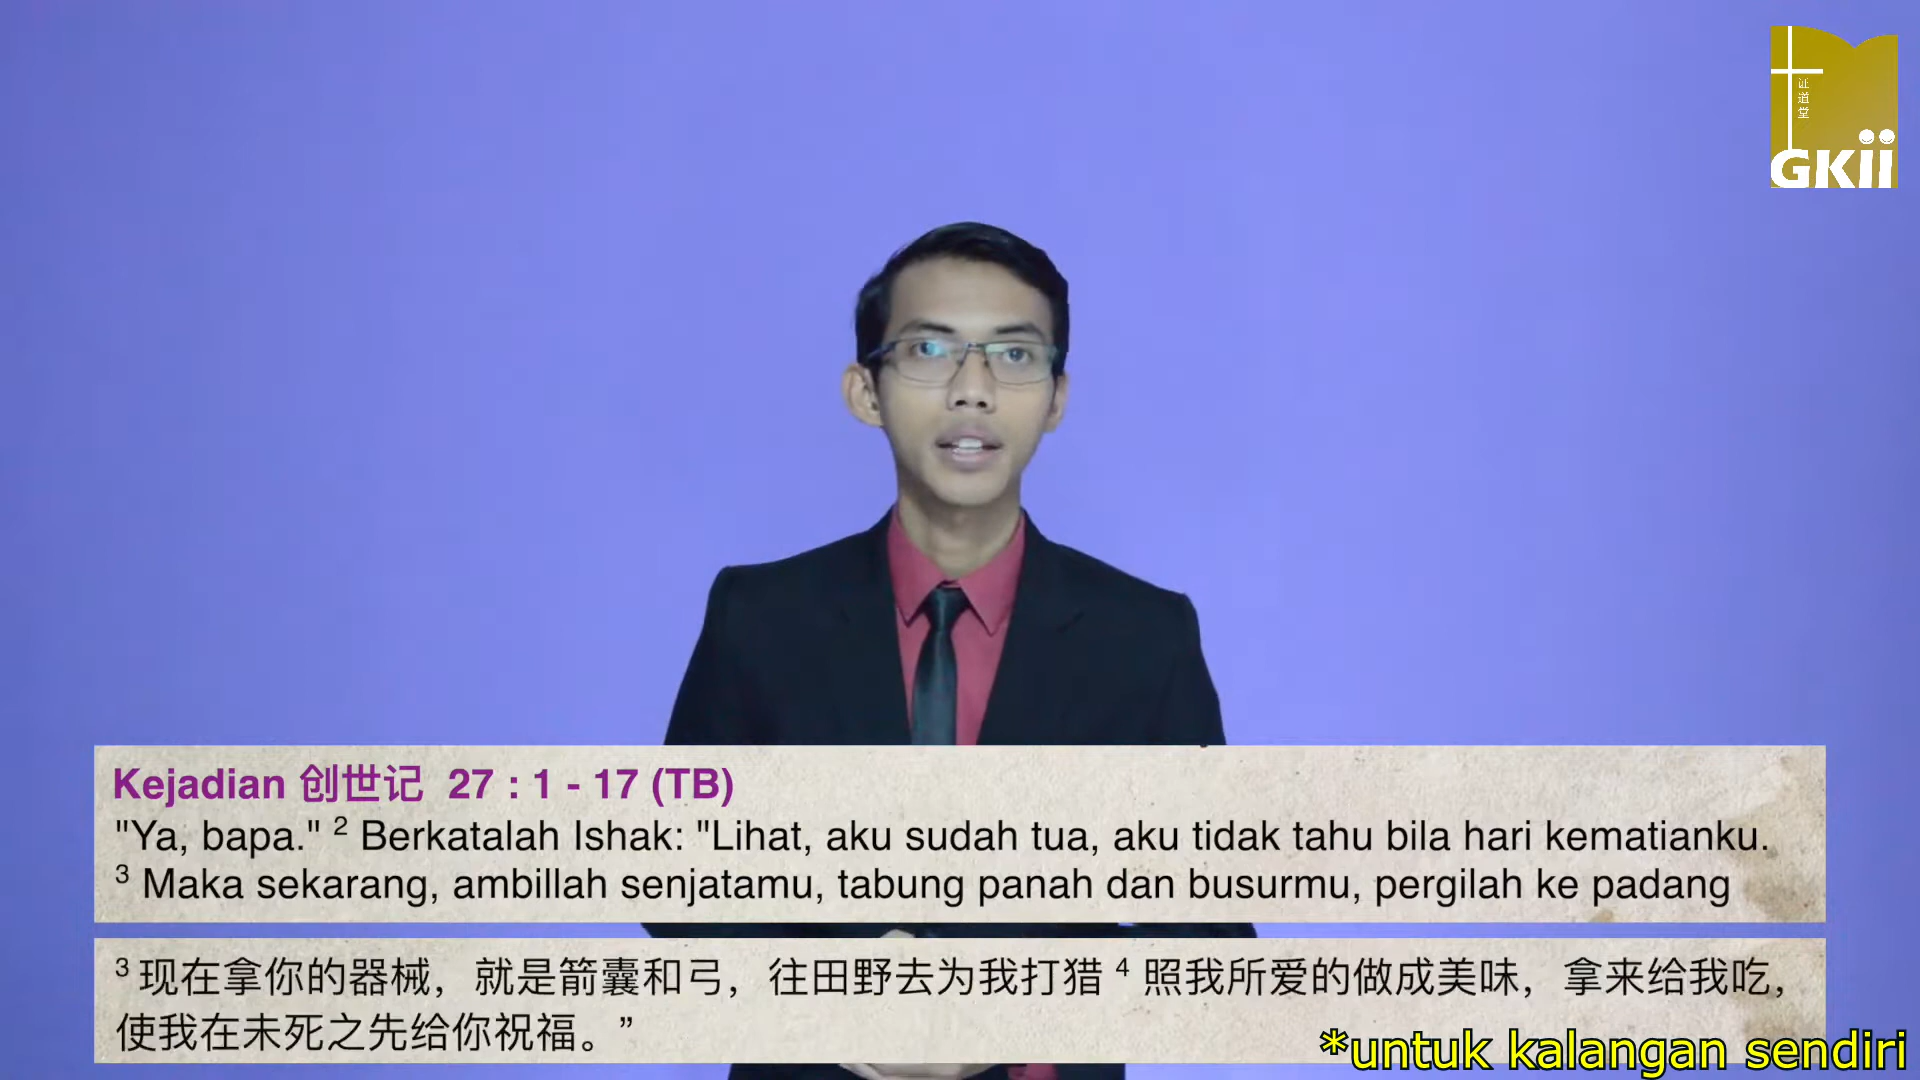 证
道
堂
GKii
Kejadian 创世记 27 : 1 - 17 (TB)
"Ya, bapa." 2 Berkatalah Ishak: "Lihat, aku sudah tua, aku tidak tahu bila hari kematianku.
3 Maka sekarang, ambillah senjatamu, tabung panah dan busurmu, pergilah ke padang
3 现在拿你的器械，就是箭囊和弓，往田野去为我打猎 4 照我所爱的做成美味，拿来给我吃，
使我在未死之先给你祝福。”
*untuk kalangan sendiri